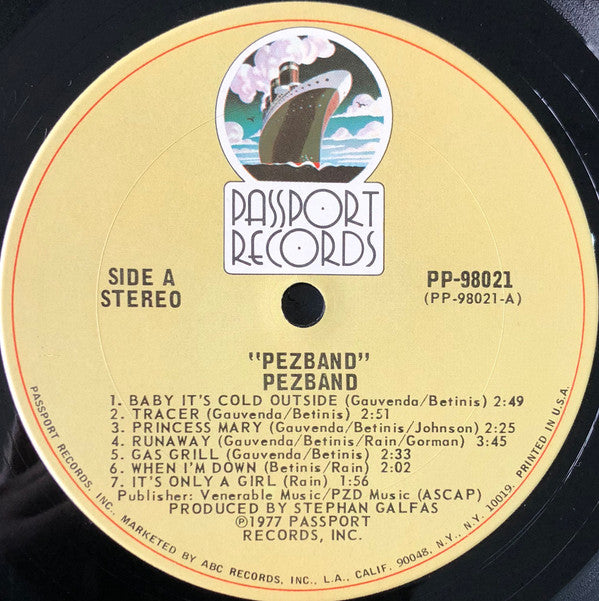 PASSPORT
RECORDS
SIDE A
STEREO
PP-98021
(PP-98021-A)
"PEZBAND"
PEZBAND
1. BABY IT'S COLD OUTSIDE (Gauvenda/Betinis) 2:49
2. TRACER (Gauvenda/Betinis) 2:51
3. PRINCESS MARY (Gauvenda/Betinis/Johnson) 2:25
4. RUNAWAY (Gauvenda/Betinis/Rain/Gorman) 3:45
5. GAS GRILL (Gauvenda/Betinis) 2:33
6. WHEN I'M DOWN (Betinis/Rain) 2:02
7. IT'S ONLY A GIRL (Rain) 1:56
Publisher: Venerable Music/PZD Music (ASCAP)
PRODUCED BY STEPHAN GALFAS
℗1977 PASSPORT
RECORDS, INC.
PASSPORT RECORDS, INC., MARKETED BY ABC RECORDS, INC., L.A., CALIF. 90048, N.Y., N.Y. 10019. PRINTED IN U.S.A.